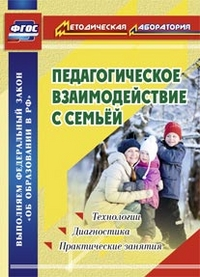 ФГОС
МЕТОДИЧЕСКАЯ ЛАБОРАТОРИЯ
ВЫПОЛНЯЕМ ФЕДЕРАЛЬНЫЙ ЗАКОН
«ОБ ОБРАЗОВАНИИ В РФ»
ПЕДАГОГИЧЕСКОЕ
ВЗАИМОДЕЙСТВИЕ
С СЕМЬЁЙ
Технологии
Диагностика
Практические занятия